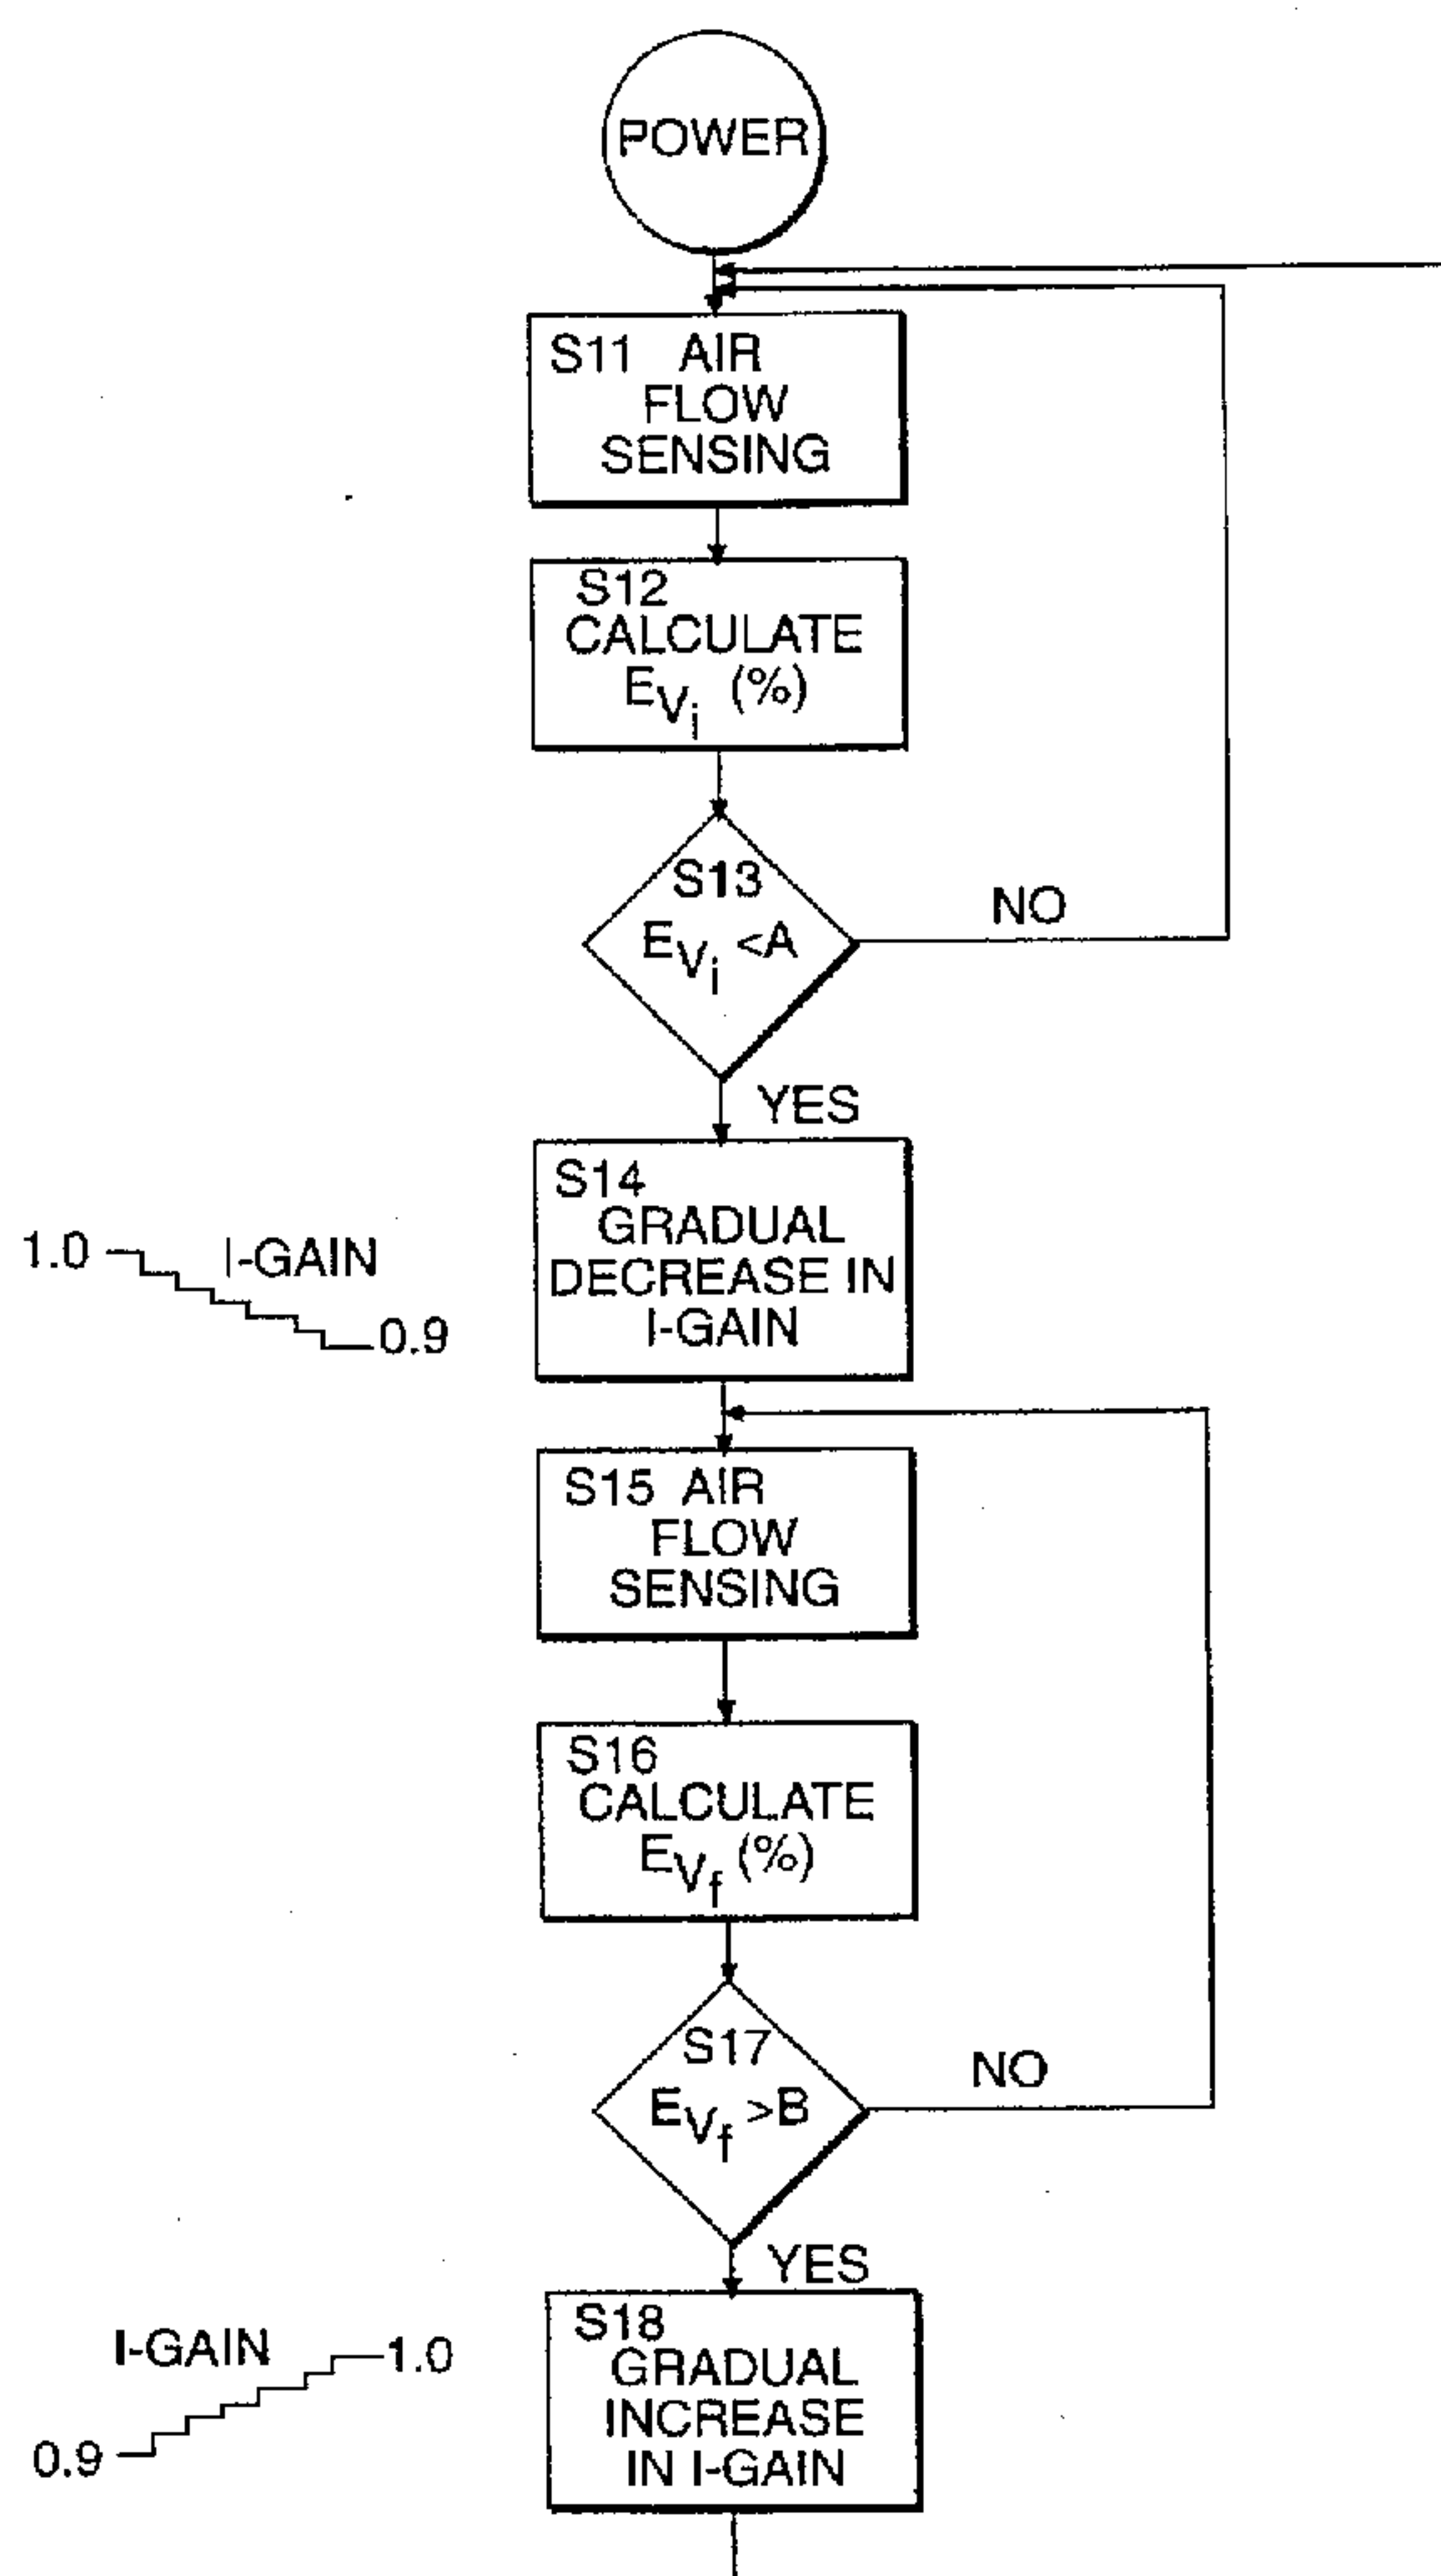 POWER
S11 AIR
FLOW
SENSING
S12
CALCULATE
EVi (%)
S13
EVi <A
NO
YES
S14
GRADUAL
DECREASE IN
I-GAIN
1.0
I-GAIN
0.9
S15 AIR
FLOW
SENSING
S16
CALCULATE
EVf (%)
S17
EVf >B
NO
YES
S18
GRADUAL
INCREASE
IN I-GAIN
I-GAIN
1.0
0.9